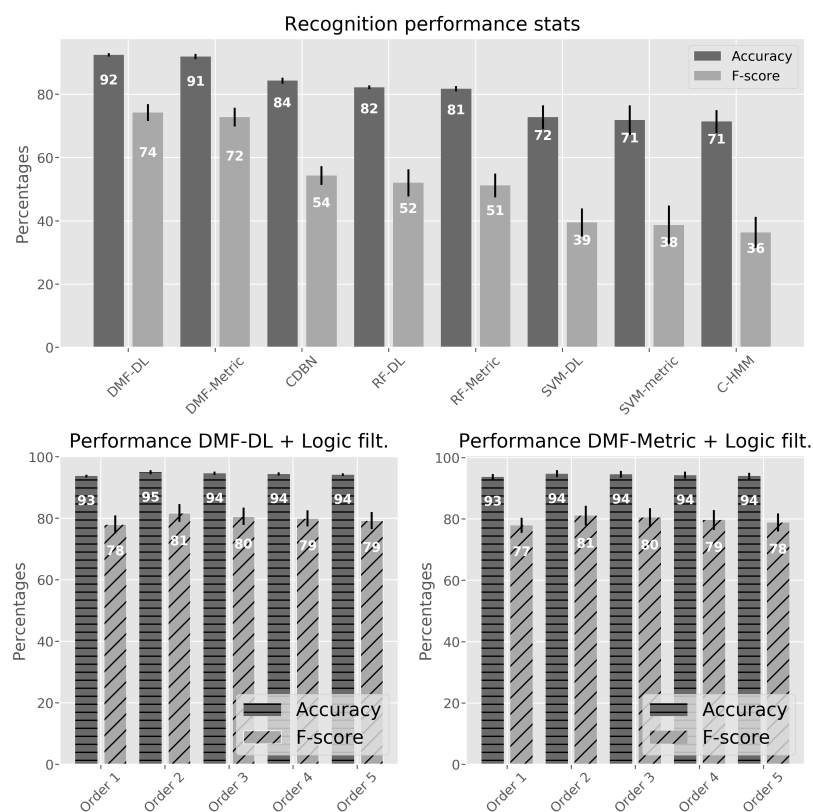 Recognition performance stats
Accuracy
F-score
Percentages
80
60
40
20
0
92
74
91
72
84
54
82
52
81
51
72
39
71
38
71
36
DMF-DL
DMF-Metric
CDBN
RF-DL
RF-Metric
SVM-DL
SVM-metric
C-HMM
Performance DMF-DL + Logic filt.
Percentages
100
80
60
40
20
0
93
78
95
81
94
80
94
79
94
79
Accuracy
F-score
Order 1
Order 2
Order 3
Order 4
Order 5
Performance DMF-Metric + Logic filt.
Percentages
100
80
60
40
20
0
93
77
94
81
94
80
94
79
94
78
Accuracy
F-score
Order 1
Order 2
Order 3
Order 4
Order 5